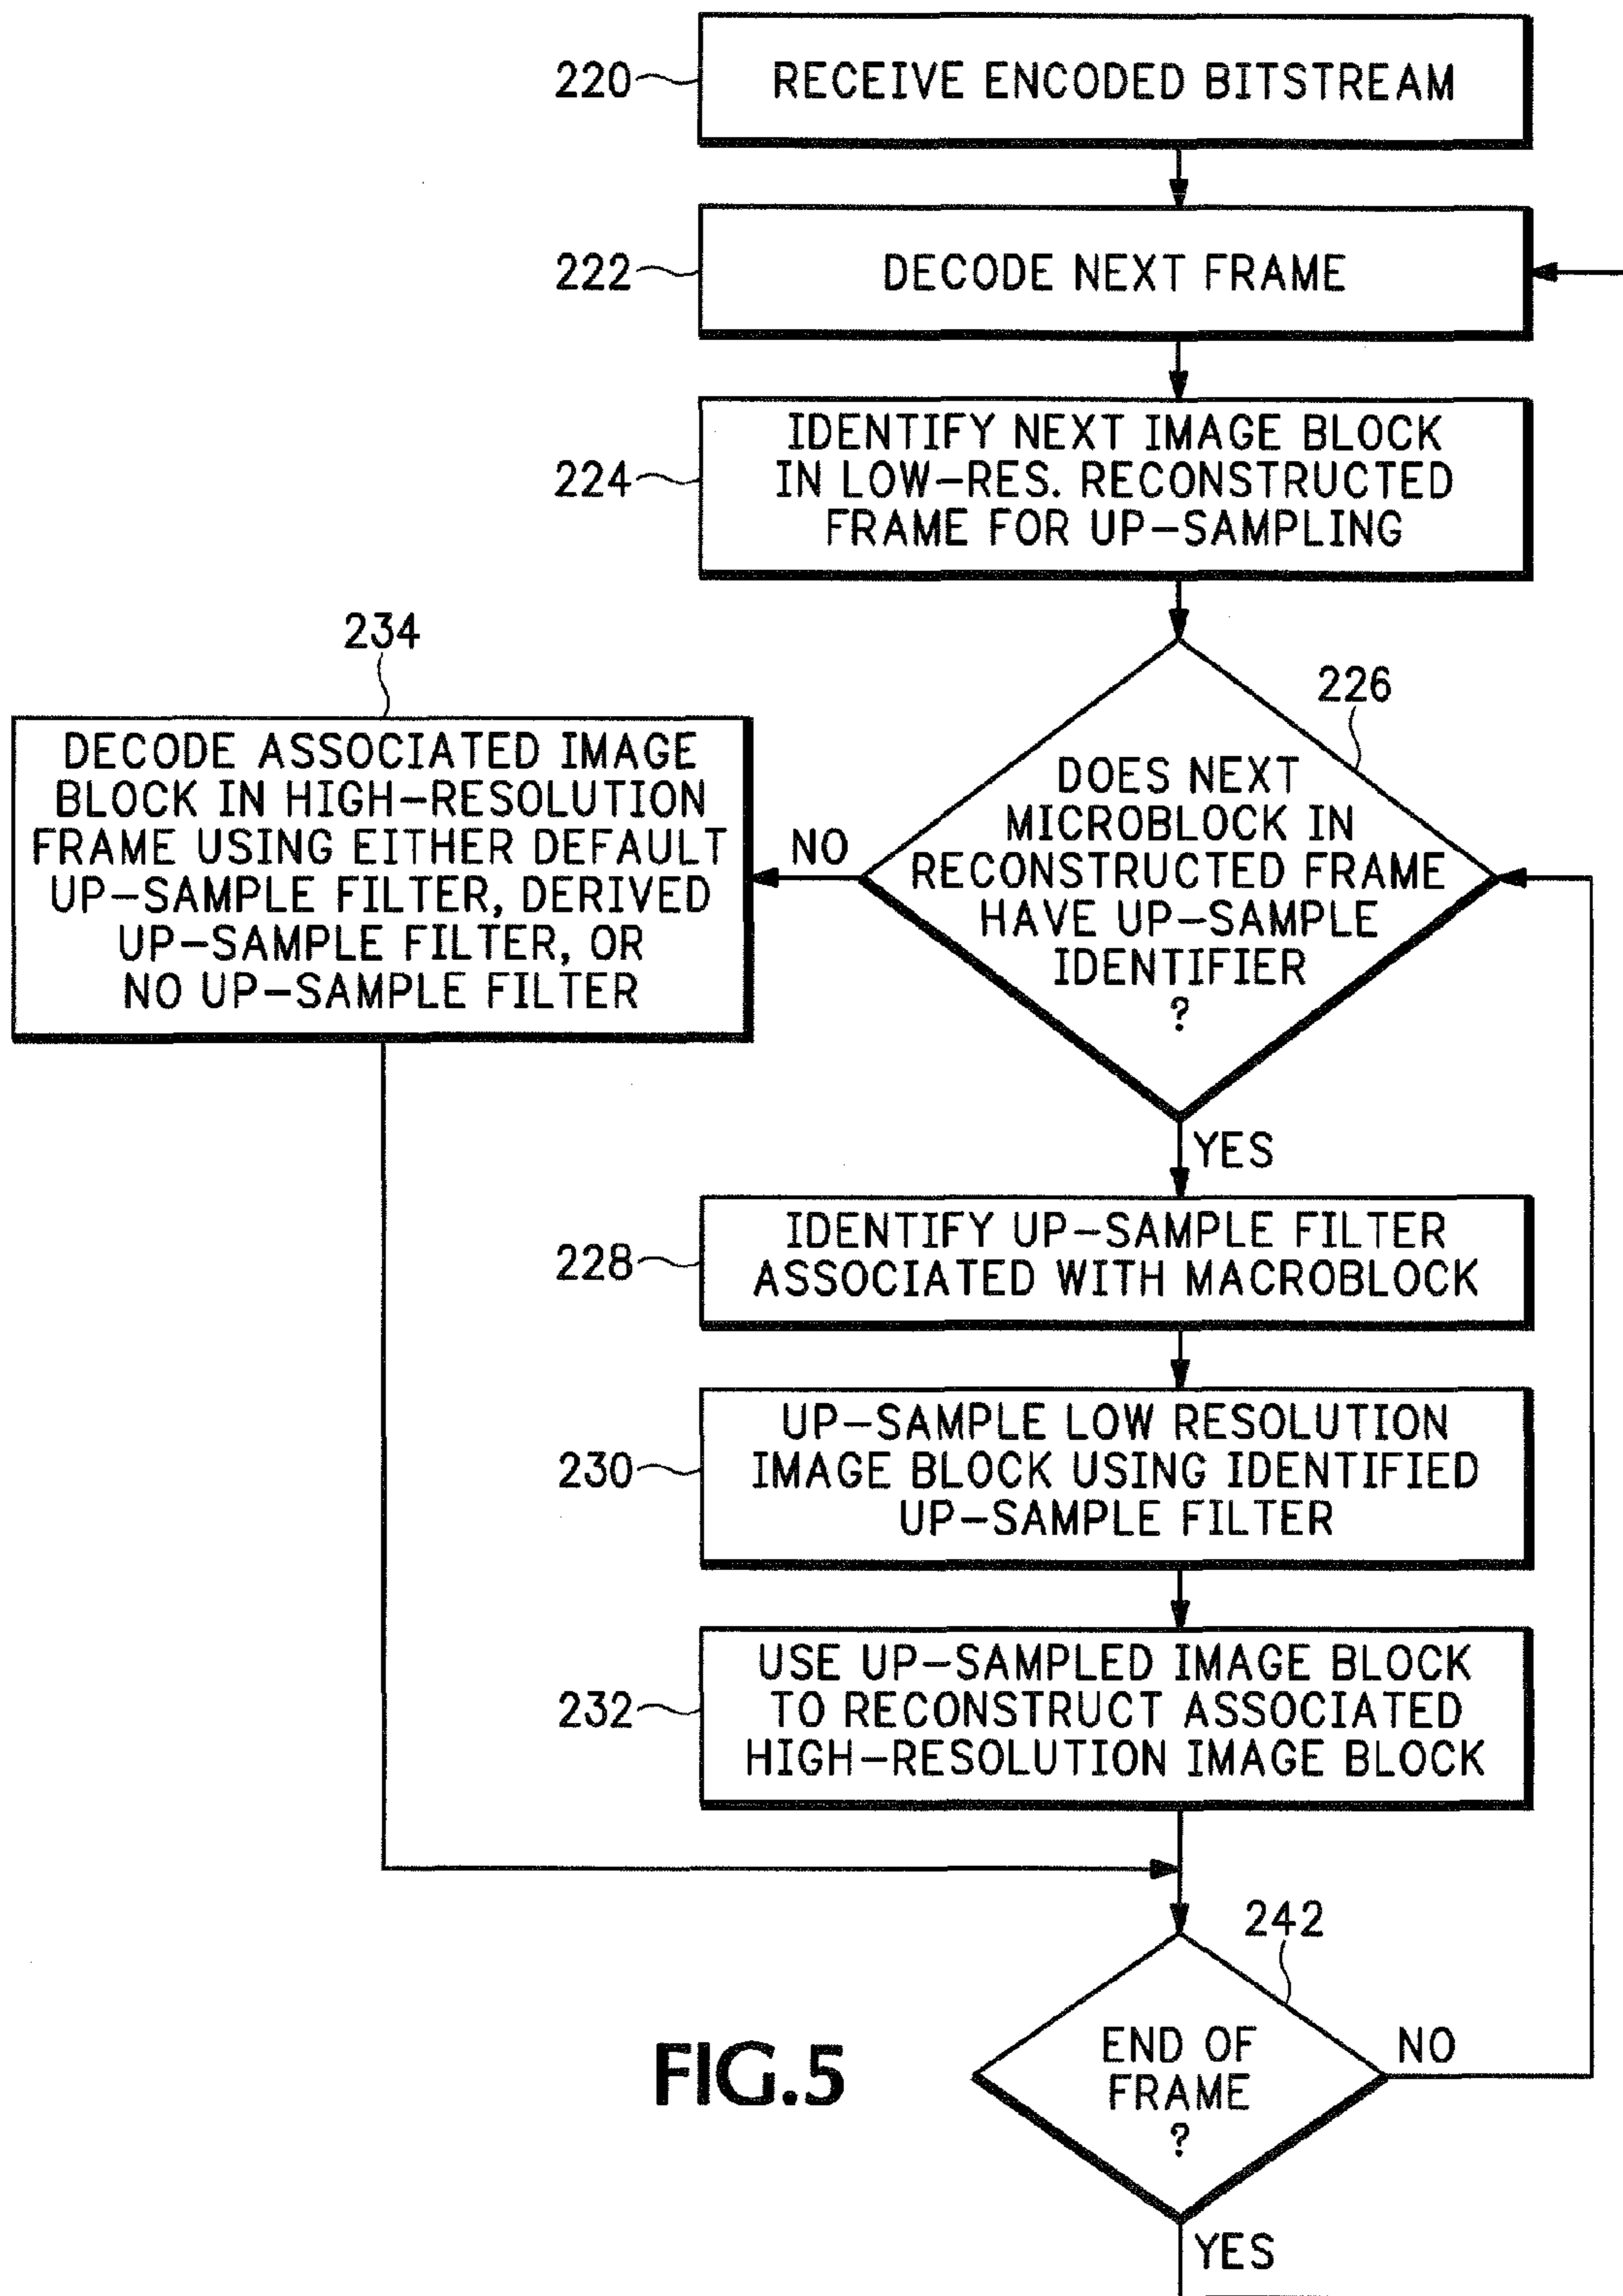 220
RECEIVE ENCODED BITSTREAM
222
DECODE NEXT FRAME
224
IDENTIFY NEXT IMAGE BLOCK
IN LOW-RES. RECONSTRUCTED
FRAME FOR UP-SAMPLING
234
DECODE ASSOCIATED IMAGE
BLOCK IN HIGH-RESOLUTION
FRAME USING EITHER DEFAULT
UP-SAMPLE FILTER, DERIVED
UP-SAMPLE FILTER, OR
NO UP-SAMPLE FILTER
NO
226
DOES NEXT
MICROBLOCK IN
RECONSTRUCTED FRAME
HAVE UP-SAMPLE
IDENTIFIER
?
YES
228
IDENTIFY UP-SAMPLE FILTER
ASSOCIATED WITH MACROBLOCK
230
UP-SAMPLE LOW RESOLUTION
IMAGE BLOCK USING IDENTIFIED
UP-SAMPLE FILTER
232
USE UP-SAMPLED IMAGE BLOCK
TO RECONSTRUCT ASSOCIATED
HIGH-RESOLUTION IMAGE BLOCK
242
END OF
FRAME
?
NO
YES
FIG.5